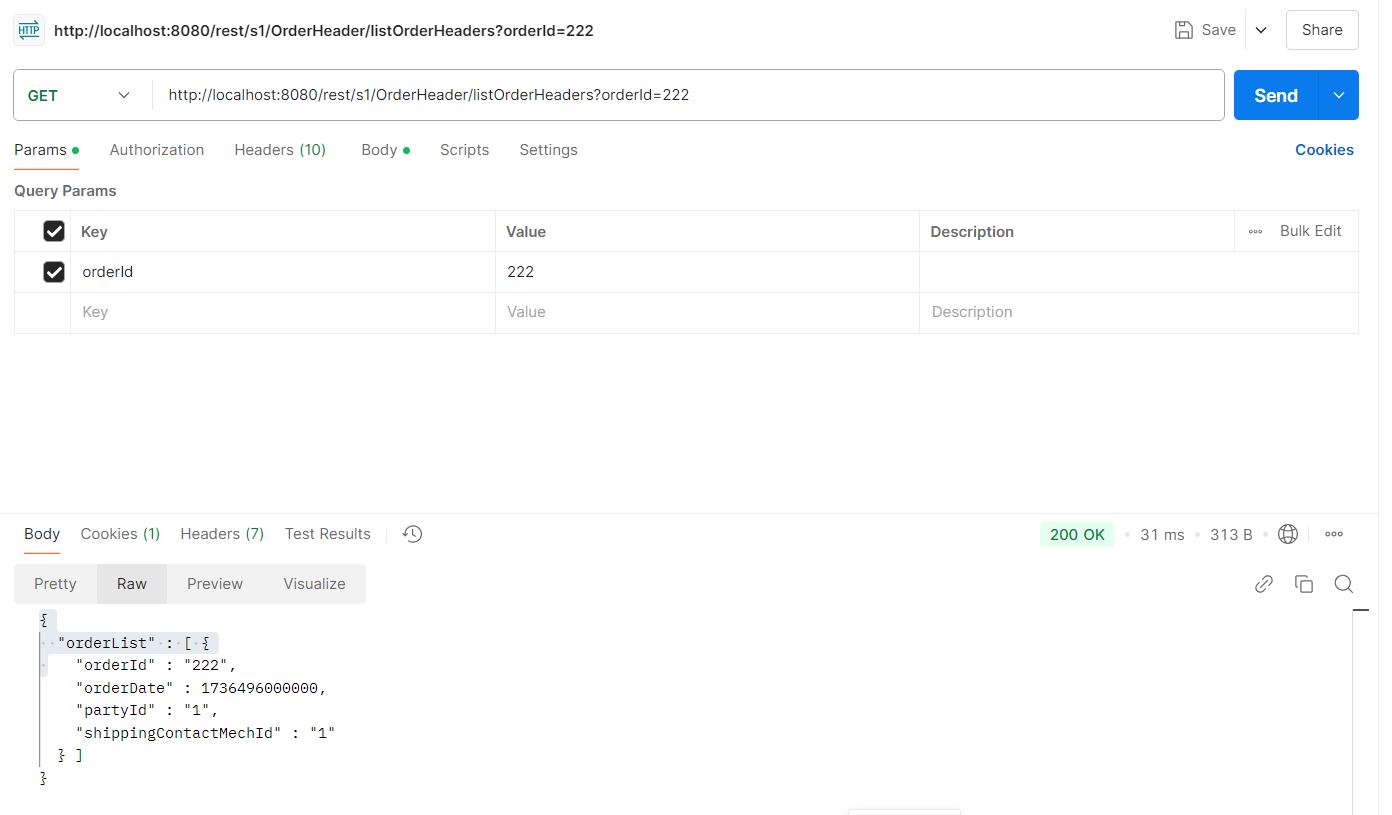 HTTP http://localhost:8080/rest/s1/OrderHeader/listOrderHeaders?orderId=222 Save Share
GET http://localhost:8080/rest/s1/OrderHeader/listOrderHeaders?orderId=222 Send
Params Authorization Headers (10) Body Scripts Settings Cookies
Query Params
Key Value Description Bulk Edit
orderId 222
Key Value Description
Body Cookies (1) Headers (7) Test Results 200 OK 31 ms 313 B
Pretty Raw Preview Visualize
{
"orderList" : [ {
"orderId" : "222",
"orderDate" : 1736496000000,
"partyId" : "1",
"shippingContactMechId" : "1"
} ]
}